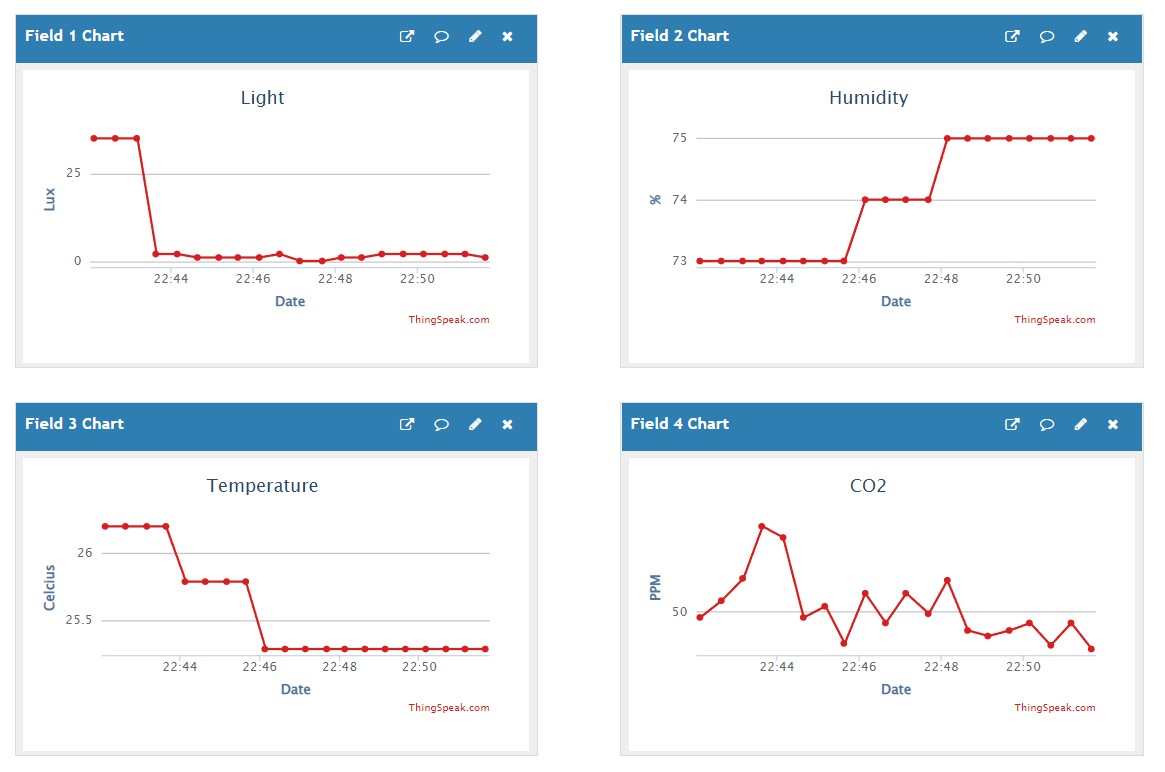 Field 1 Chart
Light
25
0
Lux
22:44 22:46 22:48 22:50
Date
ThingSpeak.com
Field 2 Chart
Humidity
75
74
73
%
22:44 22:46 22:48 22:50
Date
ThingSpeak.com
Field 3 Chart
Temperature
26
25.5
Celcius
22:44 22:46 22:48 22:50
Date
ThingSpeak.com
Field 4 Chart
CO2
50
PPM
22:44 22:46 22:48 22:50
Date
ThingSpeak.com